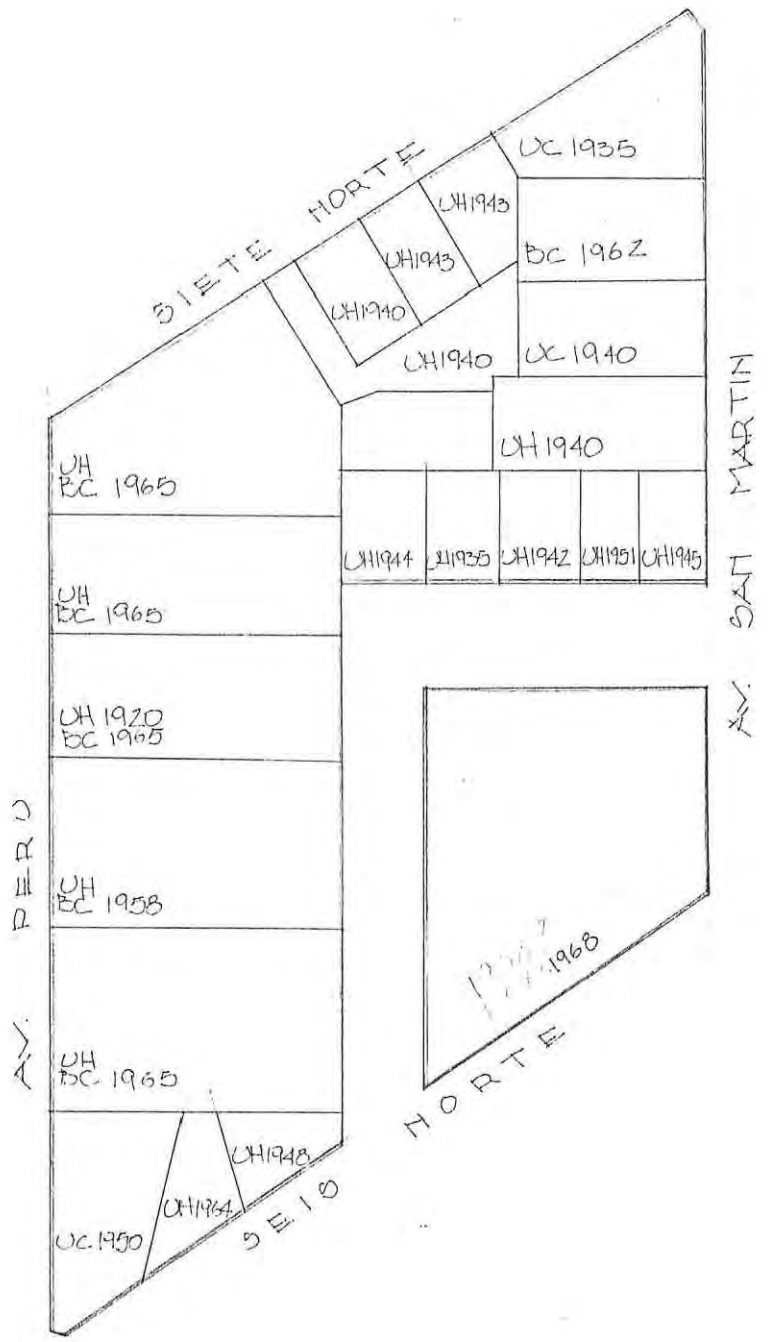 SIETE NORTE
UC 1935
UH1943
UH1943
UH1940
BC 1962
UH1940
UC 1940
UH 1940
UH
BC 1965
UH1944
UH1935
UH1942
UH1951
UH1945
AV. SAN MARTIN
UH
BC 1965
UH 1920
BC 1965
AV. PERU
UH
BC 1958
1968
UH
BC 1965
UH1948
UH1964
UC 1950
SEIS NORTE